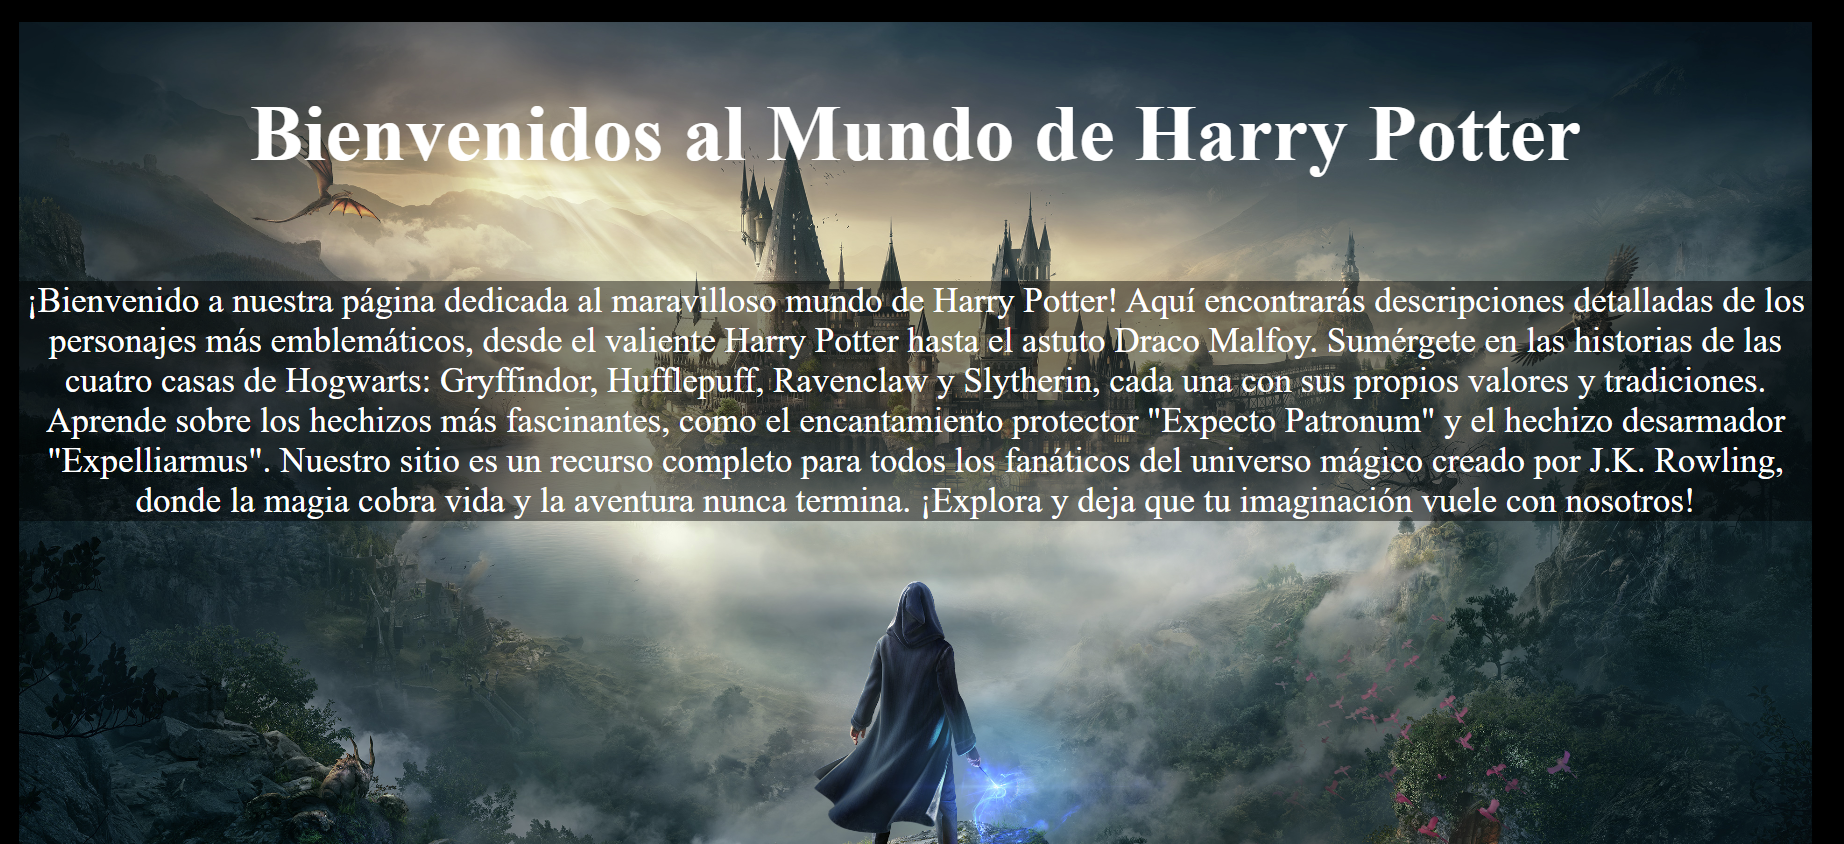 Bienvenidos al Mundo de Harry Potter
¡Bienvenido a nuestra página dedicada al maravilloso mundo de Harry Potter! Aquí encontrarás descripciones detalladas de los
personajes más emblemáticos, desde el valiente Harry Potter hasta el astuto Draco Malfoy. Sumérgete en las historias de las
cuatro casas de Hogwarts: Gryffindor, Hufflepuff, Ravenclaw y Slytherin, cada una con sus propios valores y tradiciones.
Aprende sobre los hechizos más fascinantes, como el encantamiento protector "Expecto Patronum" y el hechizo desarmador
"Expelliarmus". Nuestro sitio es un recurso completo para todos los fanáticos del universo mágico creado por J.K. Rowling,
donde la magia cobra vida y la aventura nunca termina. ¡Explora y deja que tu imaginación vuele con nosotros!